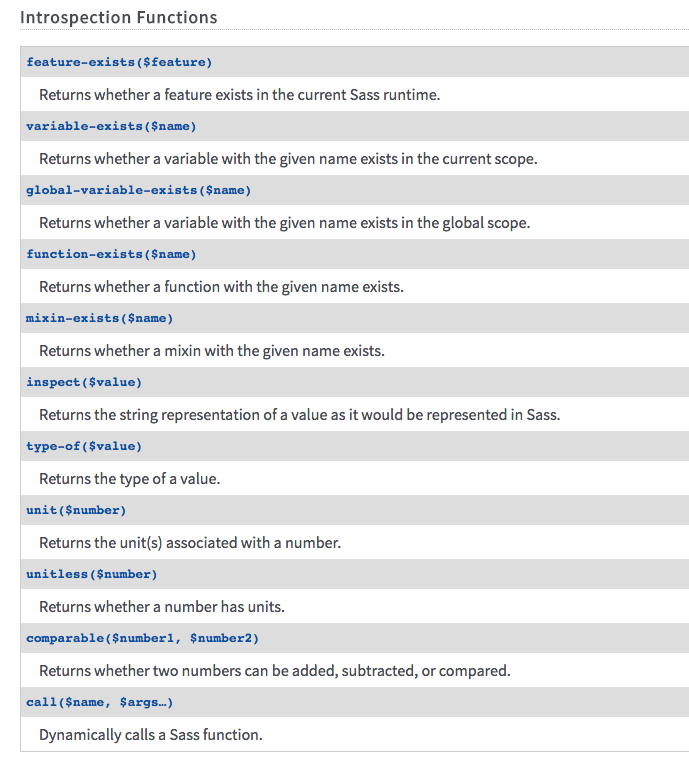 Introspection Functions
feature-exists($feature)
Returns whether a feature exists in the current Sass runtime.
variable-exists($name)
Returns whether a variable with the given name exists in the current scope.
global-variable-exists($name)
Returns whether a variable with the given name exists in the global scope.
function-exists($name)
Returns whether a function with the given name exists.
mixin-exists($name)
Returns whether a mixin with the given name exists.
inspect($value)
Returns the string representation of a value as it would be represented in Sass.
type-of($value)
Returns the type of a value.
unit($number)
Returns the unit(s) associated with a number.
unitless($number)
Returns whether a number has units.
comparable($number1, $number2)
Returns whether two numbers can be added, subtracted, or compared.
call($name, $args…)
Dynamically calls a Sass function.